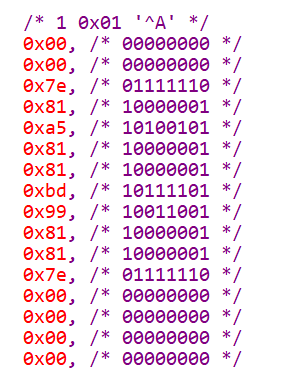 /* 1 0x01 '^A' */
0x00, /* 00000000 */
0x00, /* 00000000 */
0x7e, /* 01111110 */
0x81, /* 10000001 */
0xa5, /* 10100101 */
0x81, /* 10000001 */
0x81, /* 10000001 */
0xbd, /* 10111101 */
0x99, /* 10011001 */
0x81, /* 10000001 */
0x81, /* 10000001 */
0x7e, /* 01111110 */
0x00, /* 00000000 */
0x00, /* 00000000 */
0x00, /* 00000000 */
0x00, /* 00000000 */